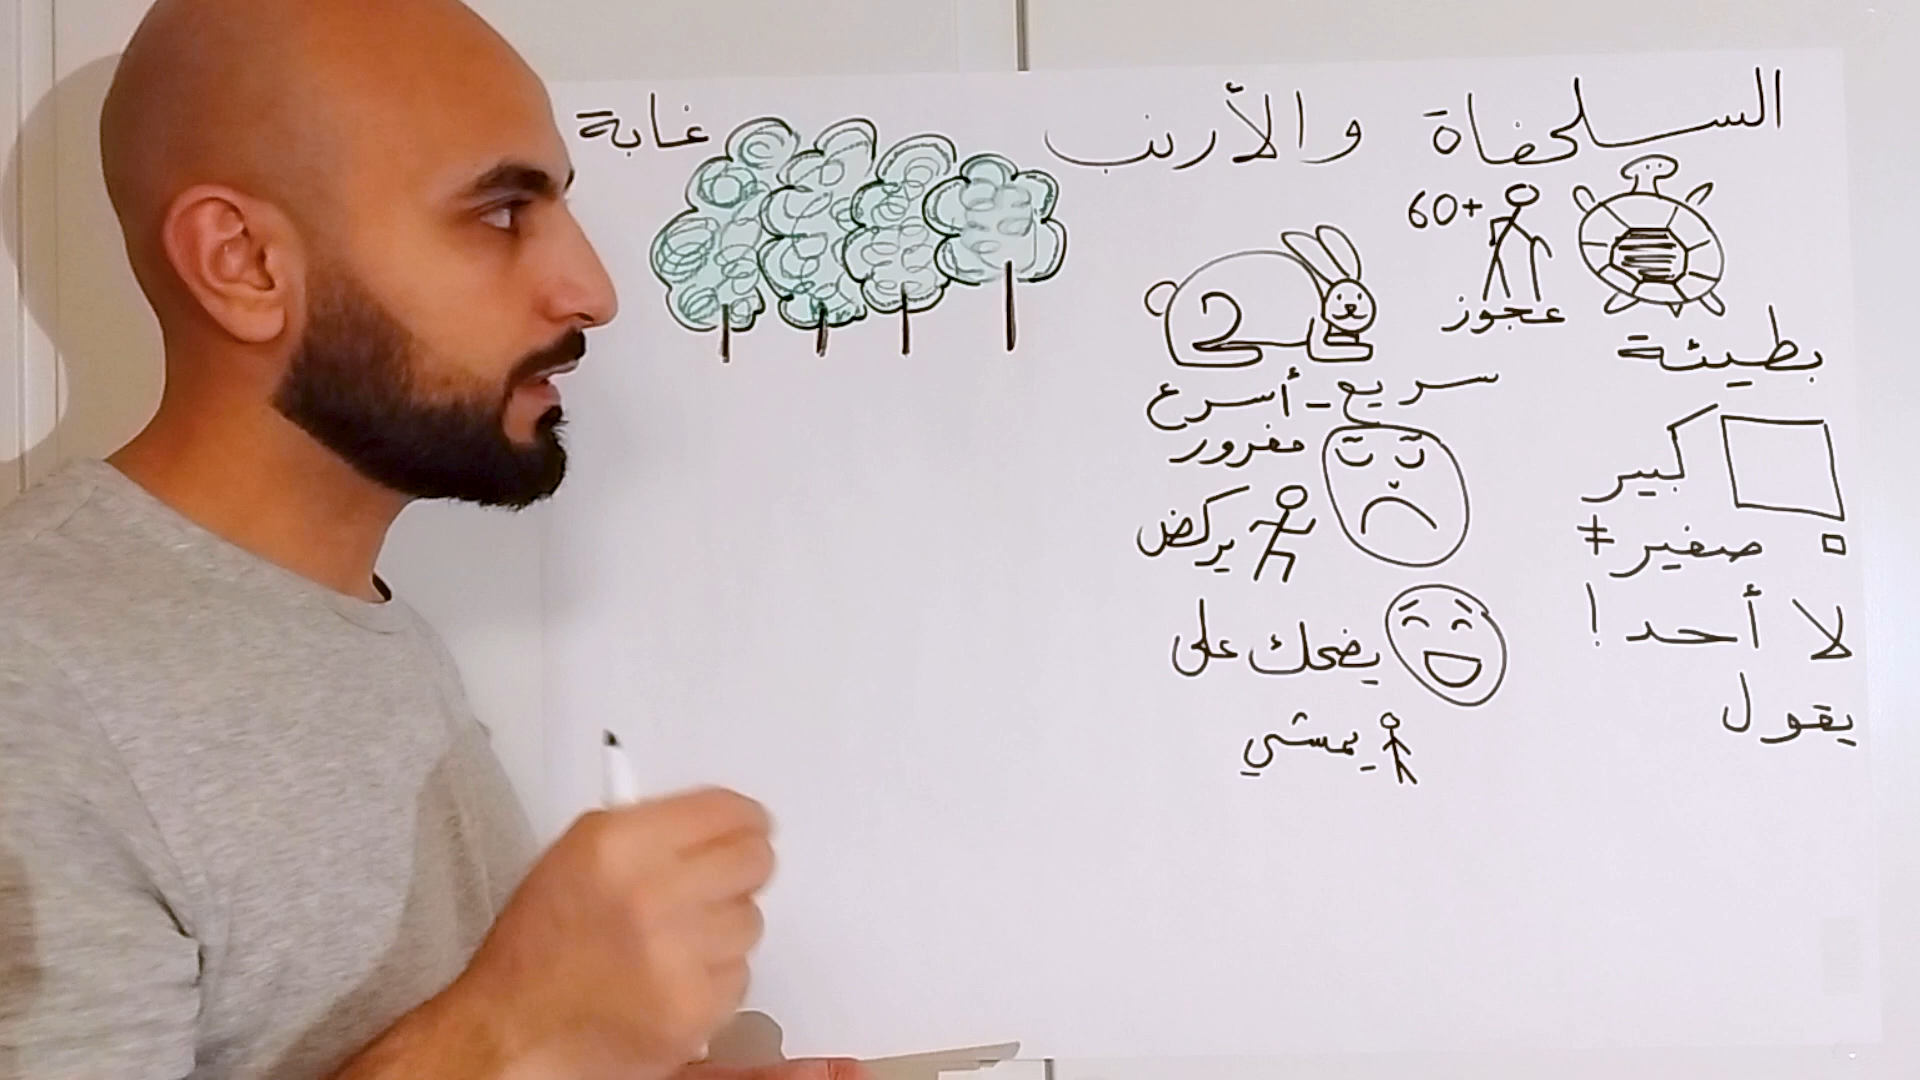 السلحفاة والأرنب
غابة
60+
عجوز
بطيئة
سريع - أسرع
مغرور
كبير
يركض
صغير ≠
لا أحد!
يضحك على
يقول
يمشي